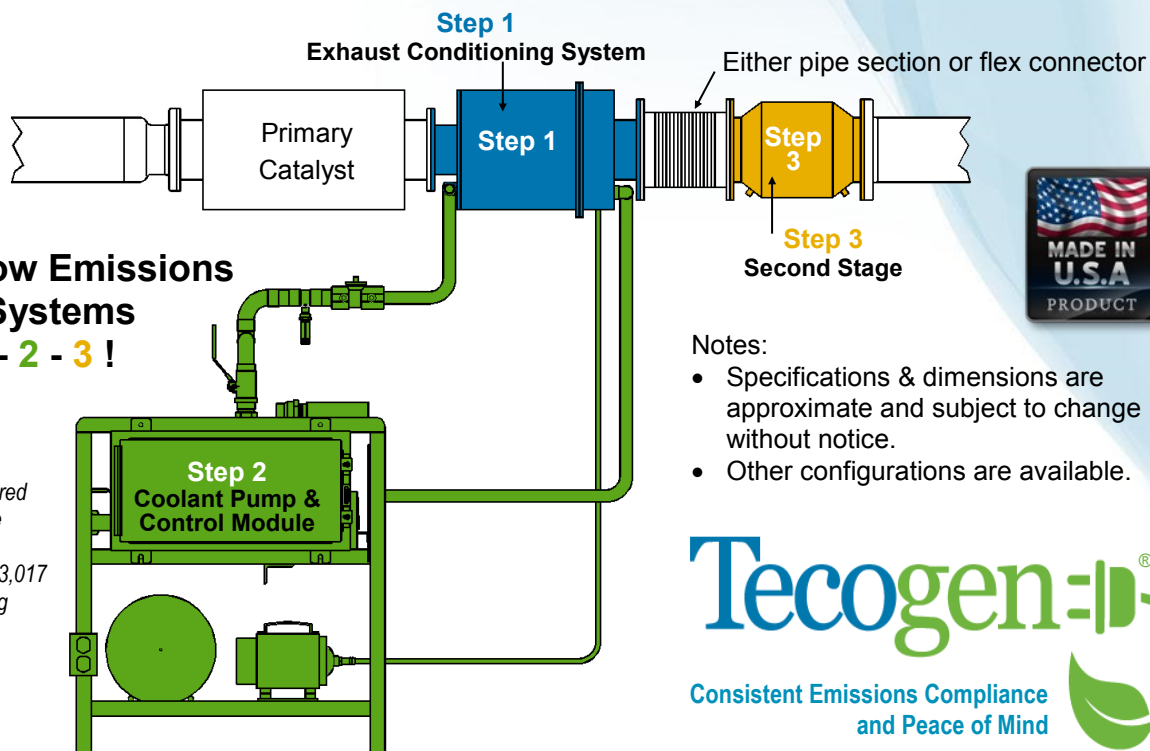 Step 1
Exhaust Conditioning System
Either pipe section or flex connector
Primary
Catalyst
Step 1
Step
3
Step 3
Second Stage
MADE IN
U.S.A
PRODUCT
Emissions
Systems
- 2 - 3 !
Notes:
• Specifications & dimensions are
approximate and subject to change
without notice.
• Other configurations are available.
Step 2
Coolant Pump &
Control Module
3,017
Tecogen®
Consistent Emissions Compliance
and Peace of Mind